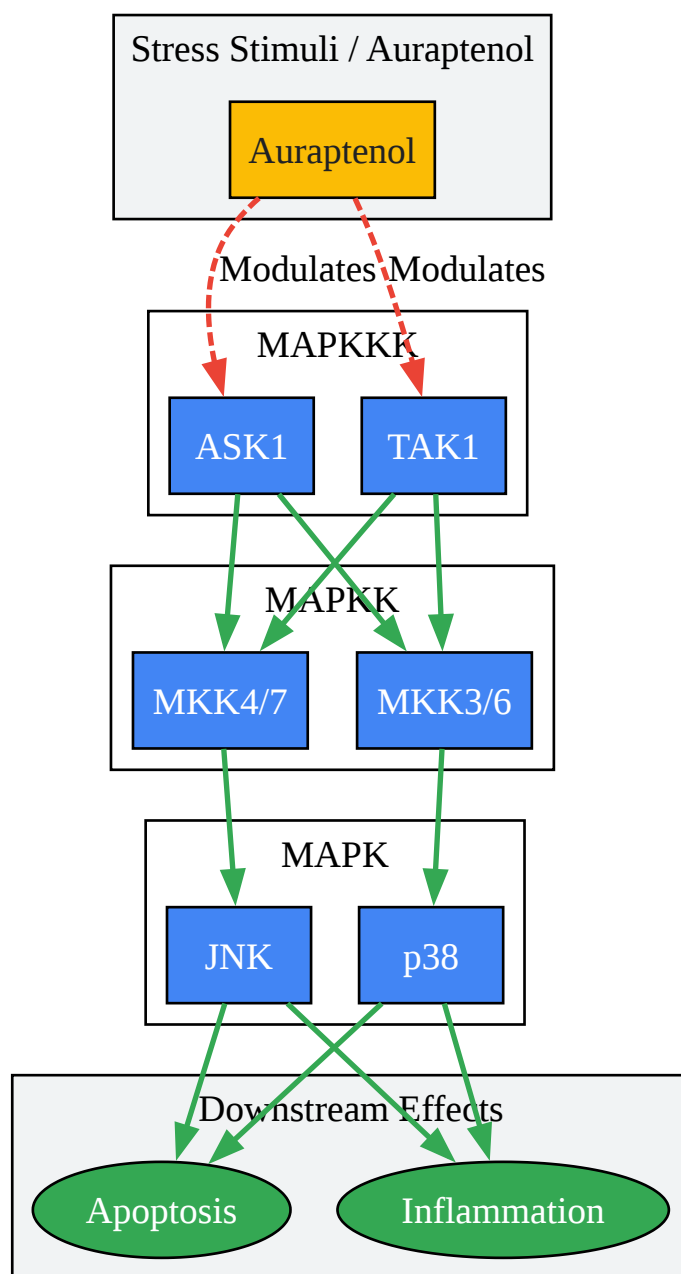 Stress Stimuli / Auraptenol
Auraptenol
Modulates Modulates
MAPKKK
ASK1 TAK1
MAPKK
MKK4/7 MKK3/6
MAPK
JNK p38
Downstream Effects
Apoptosis Inflammation